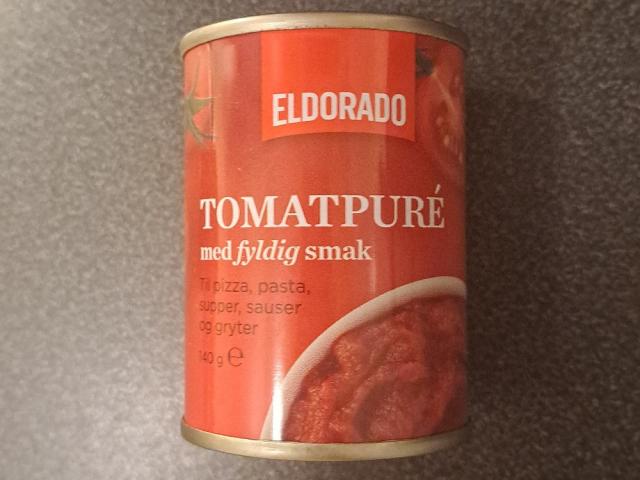 ELDORADO
TOMATPURÉ
med fyldig smak
Til pizza, pasta,
supper, sauser
og gryter
140 g ℮